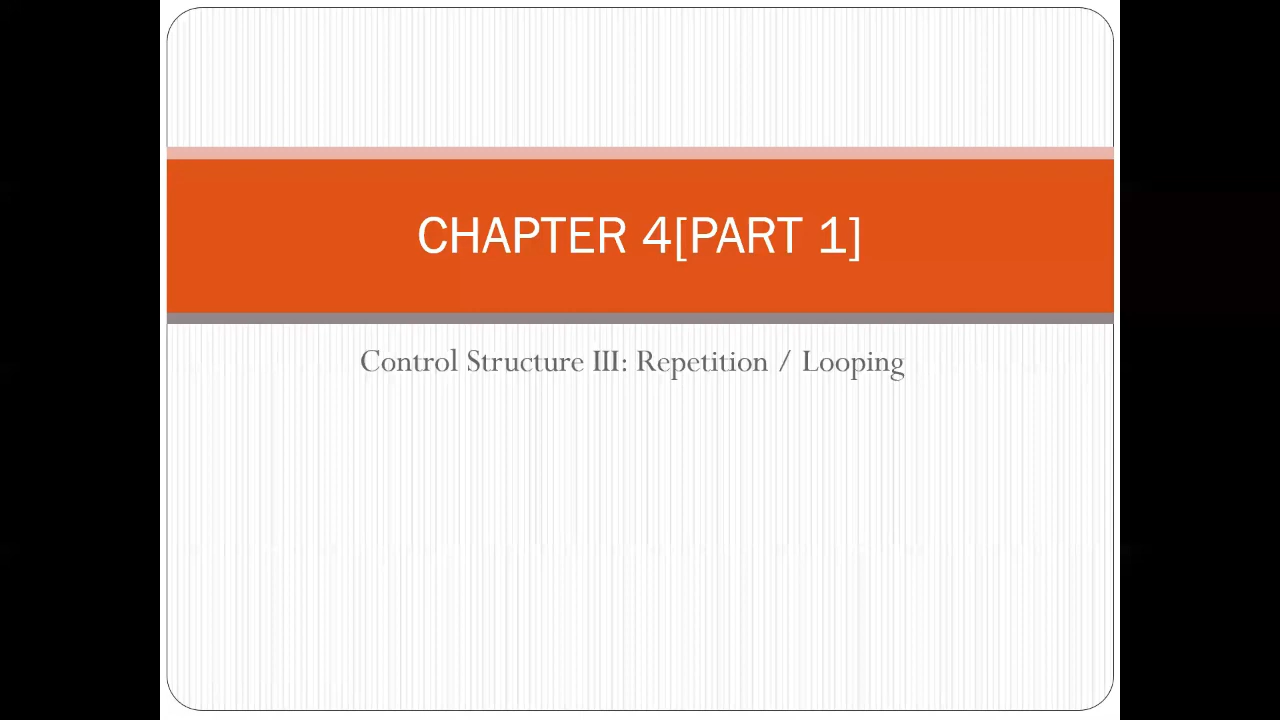 CHAPTER 4[PART 1]
Control Structure III: Repetition / Looping